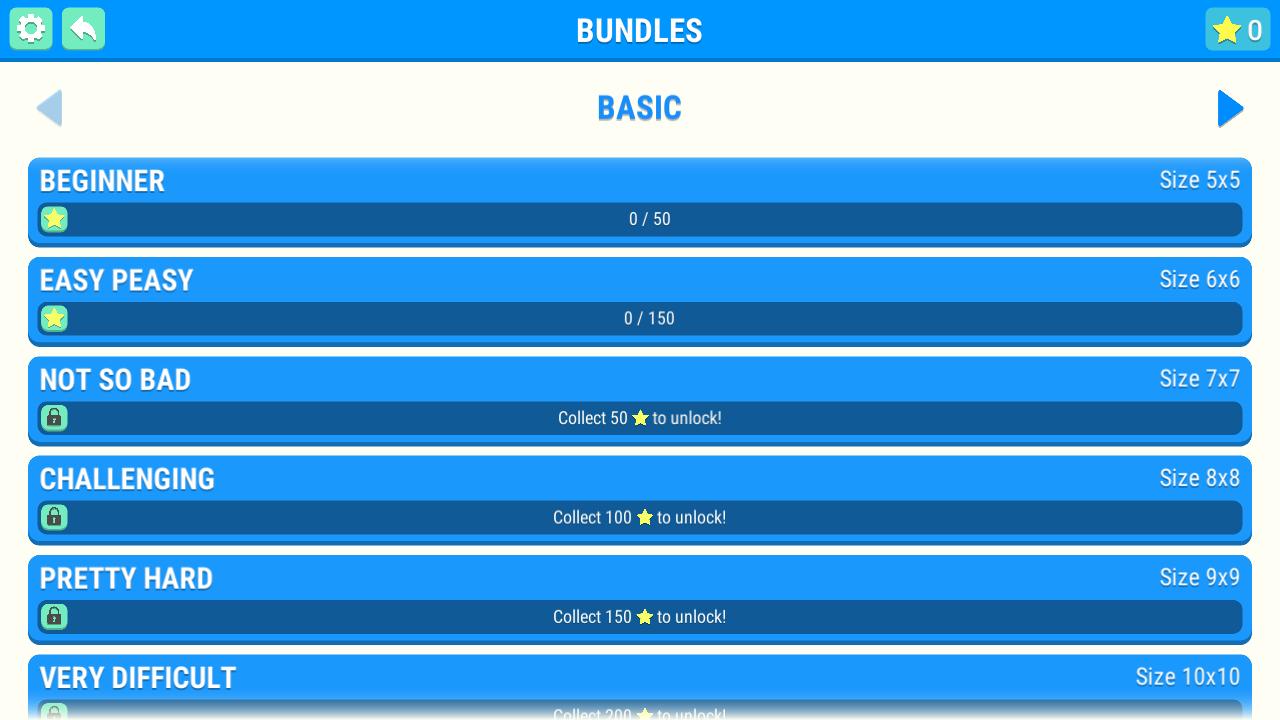 BUNDLES
0
BASIC
BEGINNER
Size 5x5
0 / 50
EASY PEASY
Size 6x6
0 / 150
NOT SO BAD
Size 7x7
Collect 50 to unlock!
CHALLENGING
Size 8x8
Collect 100 to unlock!
PRETTY HARD
Size 9x9
Collect 150 to unlock!
VERY DIFFICULT
Size 10x10
Collect 200 to unlock!